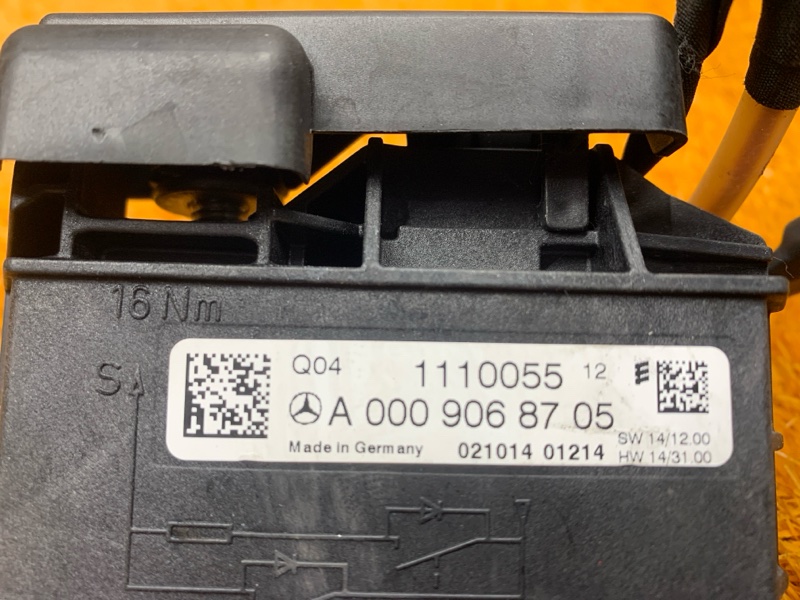 16 Nm
S
Q04 1110055 12 E
A 000 906 87 05
Made in Germany 021014 01214
SW 14/12.00
HW 14/31.00